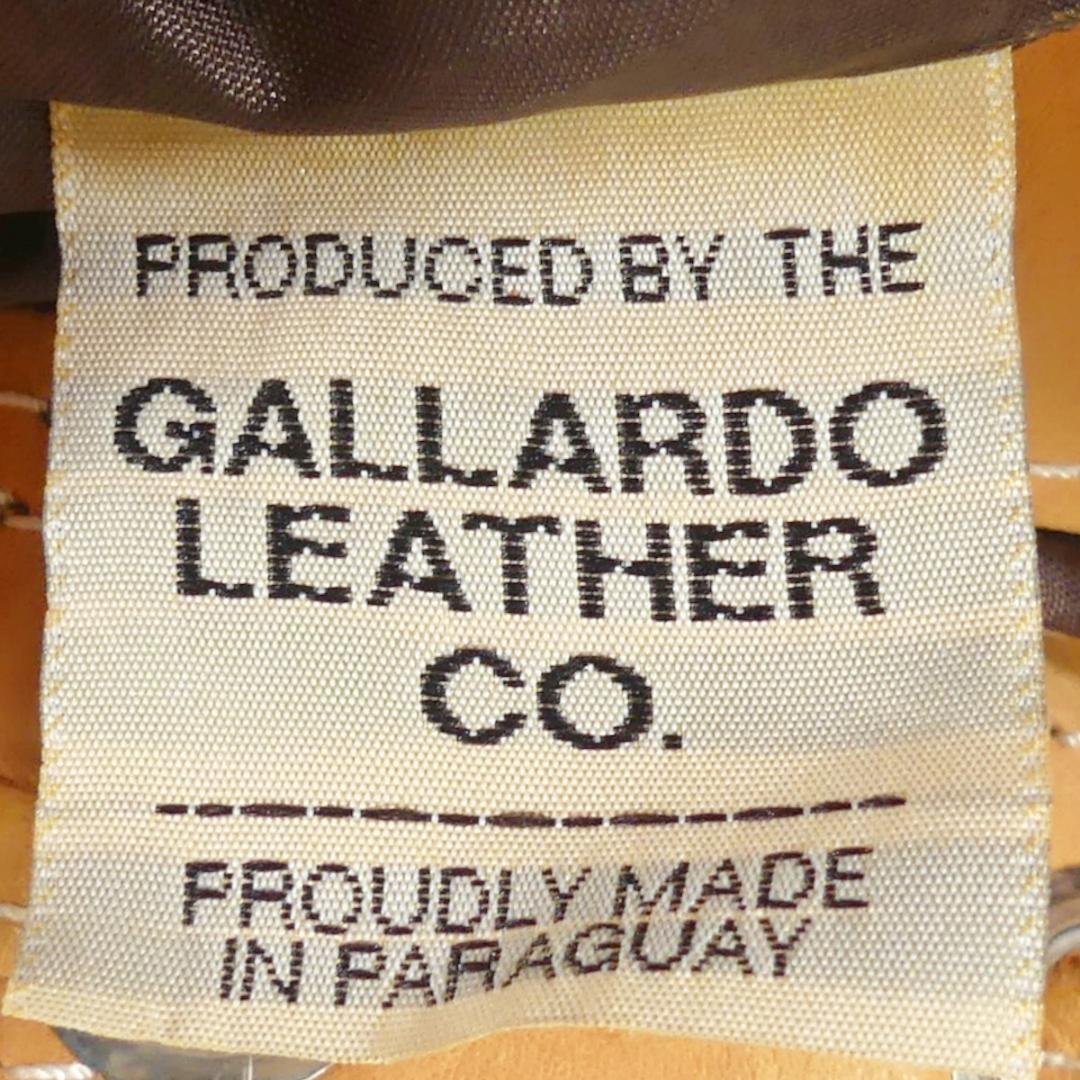 PRODUCED BY THE
GALLARDO
LEATHER
CO.
PROUDLY MADE
IN PARAGUAY